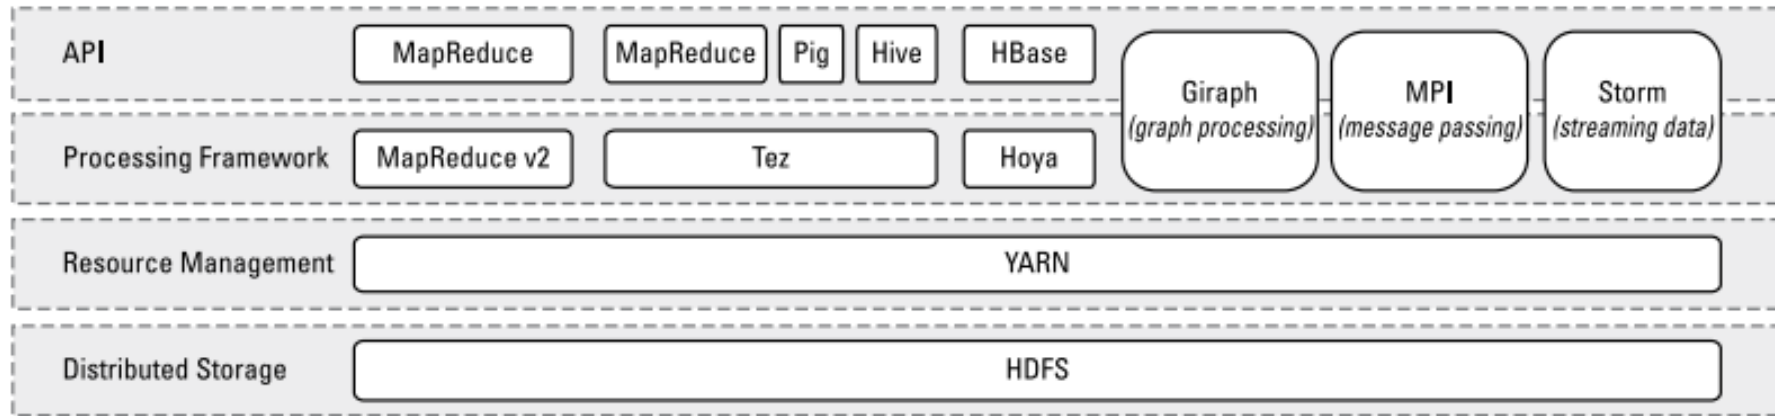 API
MapReduce
MapReduce
Pig
Hive
HBase
Giraph
(graph processing)
MPI
(message passing)
Storm
(streaming data)
Processing Framework
MapReduce v2
Tez
Hoya
Resource Management
YARN
Distributed Storage
HDFS